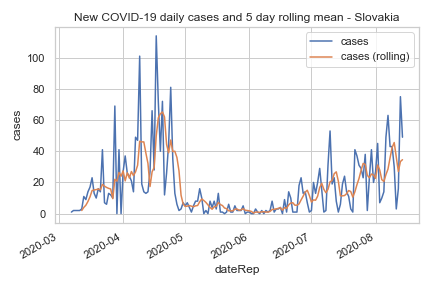 New COVID-19 daily cases and 5 day rolling mean - Slovakia
cases
cases (rolling)
100
80
60
40
20
0
cases
2020-03
2020-04
2020-05
2020-06
2020-07
2020-08
dateRep